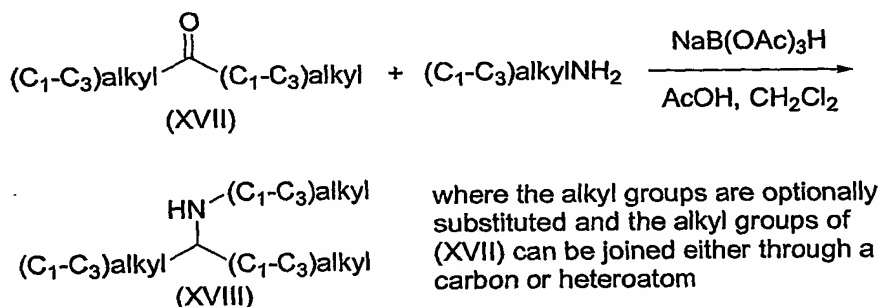 O
(C1-C3)alkyl (C1-C3)alkyl + (C1-C3)alkylNH2
NaB(OAc)3H
AcOH, CH2Cl2
(XVII)
HN (C1-C3)alkyl
(C1-C3)alkyl (C1-C3)alkyl
(XVIII)
where the alkyl groups are optionally
substituted and the alkyl groups of
(XVII) can be joined either through a
carbon or heteroatom